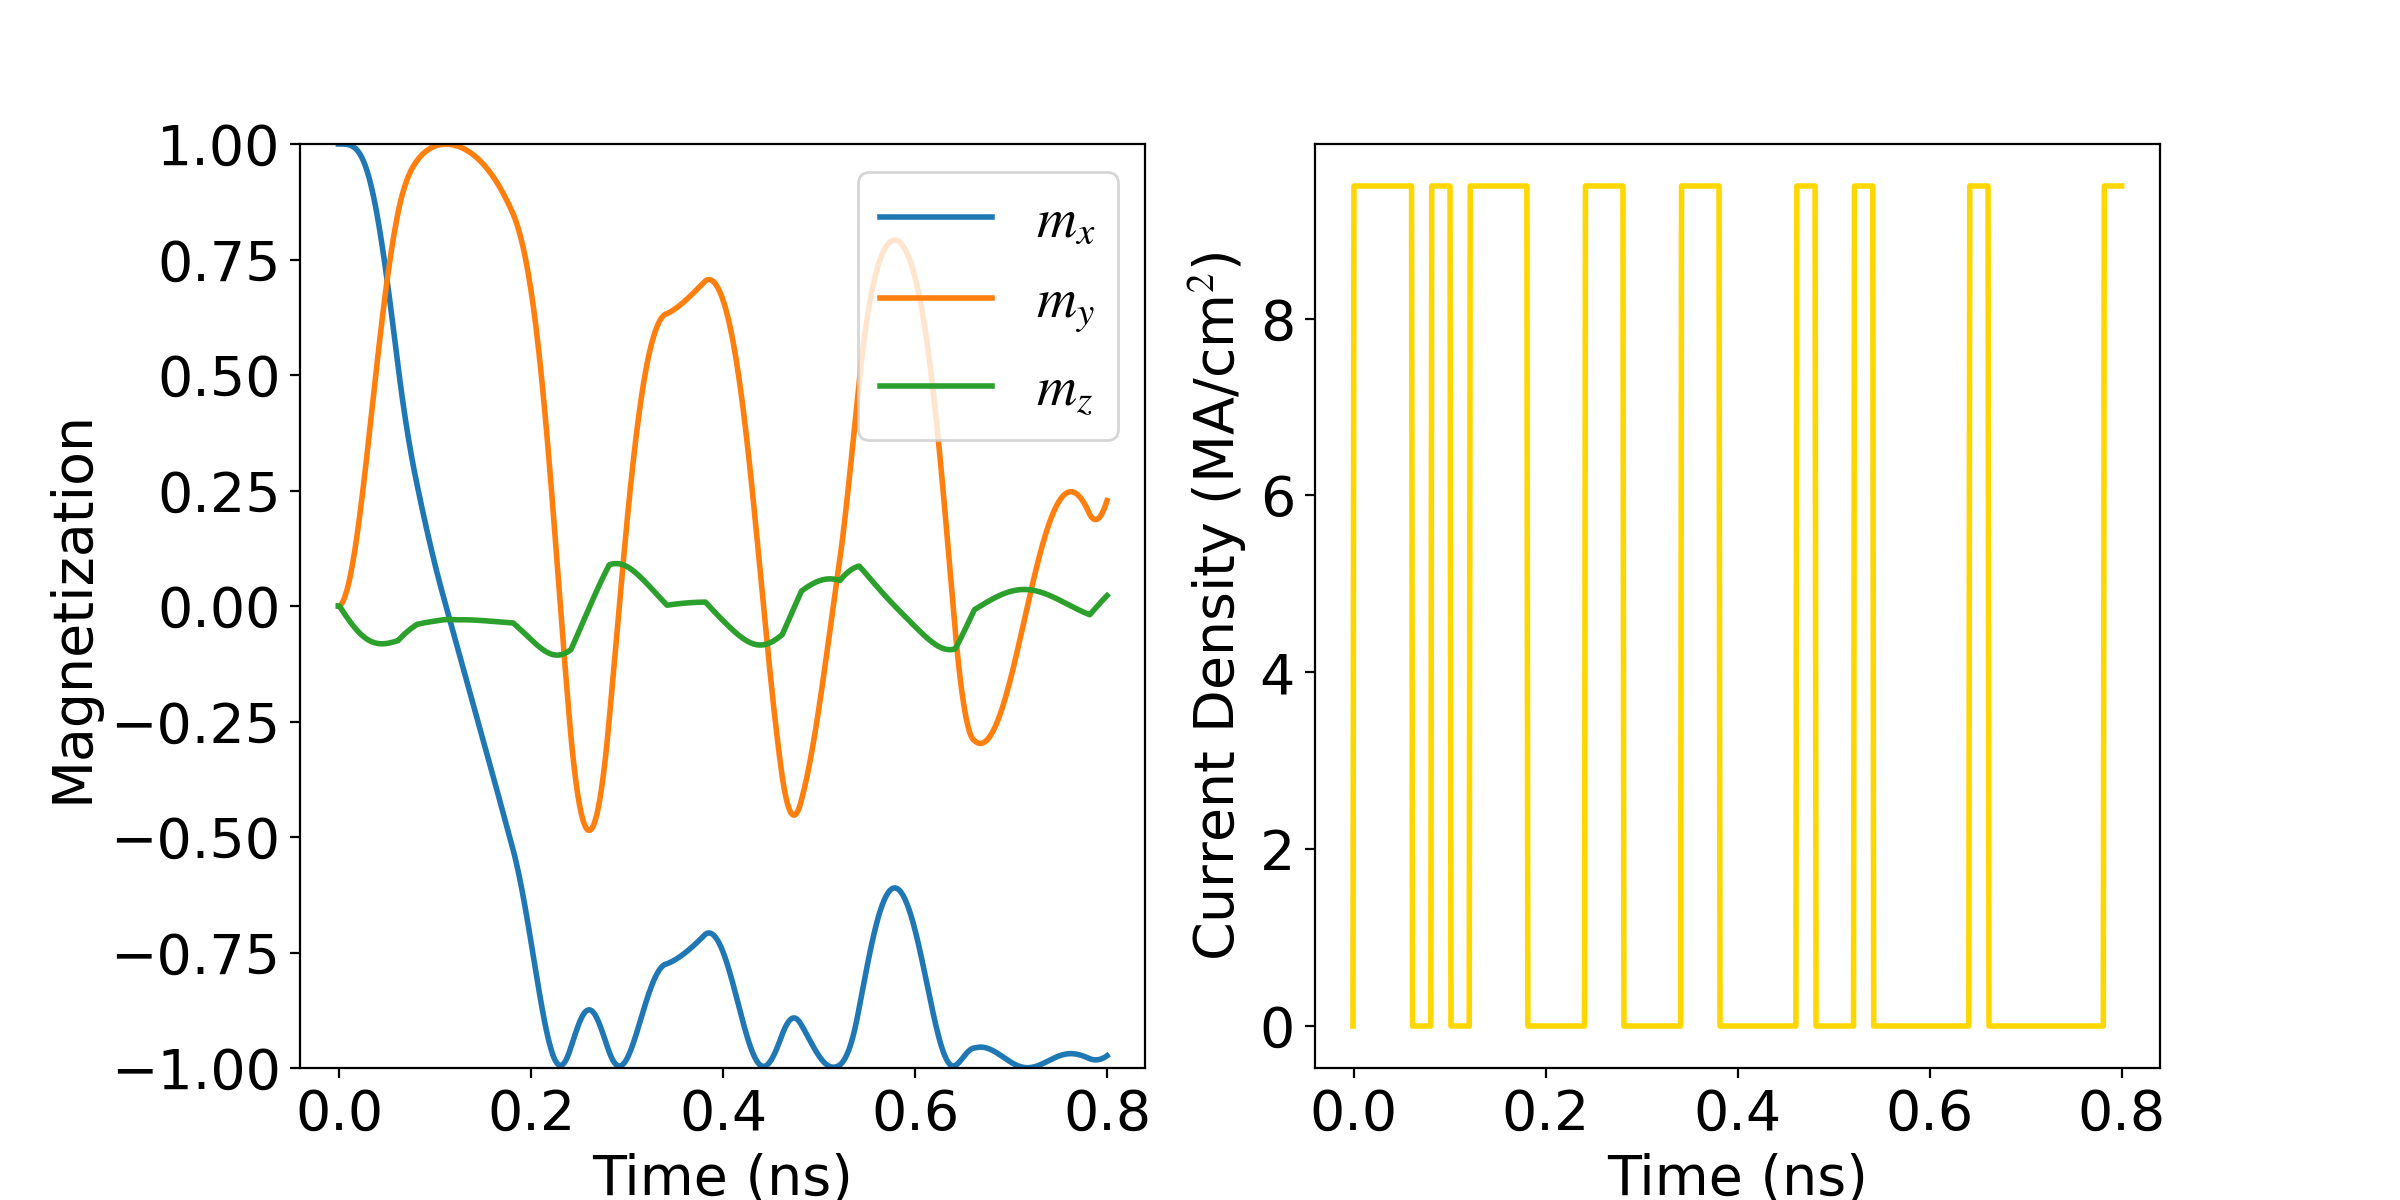 1.00
0.75
0.50
0.25
0.00
−0.25
−0.50
−0.75
−1.00
Magnetization
0.0 0.2 0.4 0.6 0.8
Time (ns)
m_x
m_y
m_z
8
6
4
2
0
Current Density (MA/cm²)
0.0 0.2 0.4 0.6 0.8
Time (ns)